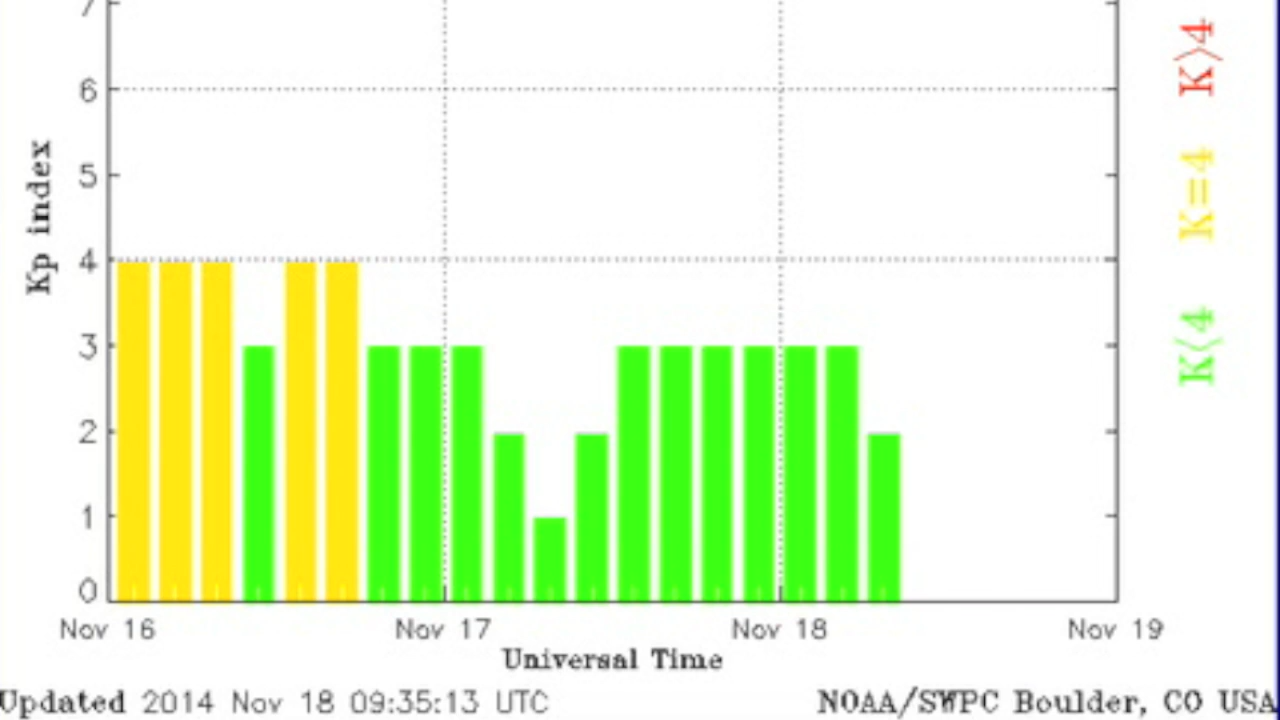 7
6
5
4
3
2
1
0
Kp index
Nov 16 Nov 17 Nov 18 Nov 19
Universal Time
Updated 2014 Nov 18 09:35:13 UTC NOAA/SWPC Boulder, CO USA
K<4 K=4 K>4